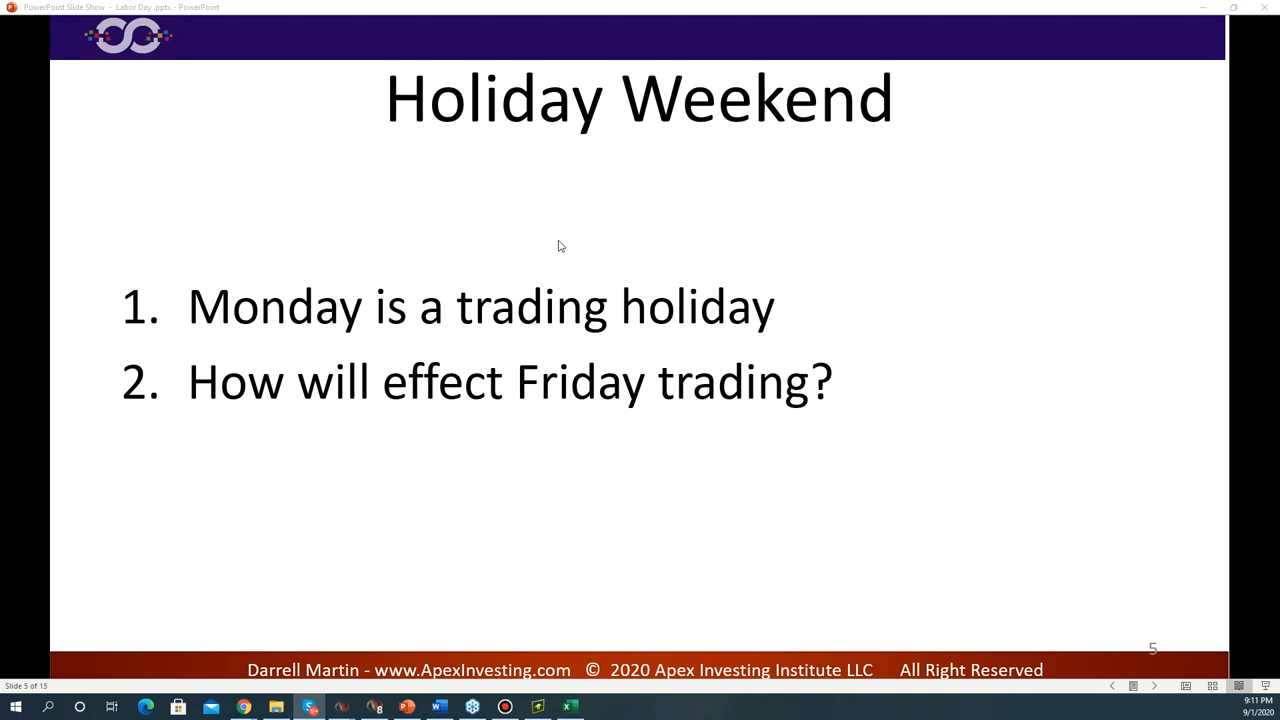 PowerPoint Slide Show - Labor Day .pptx - PowerPoint
Holiday Weekend
1. Monday is a trading holiday
2. How will effect Friday trading?
5
Darrell Martin - www.ApexInvesting.com © 2020 Apex Investing Institute LLC All Right Reserved
Slide 5 of 15
9:11 PM
9/1/2020